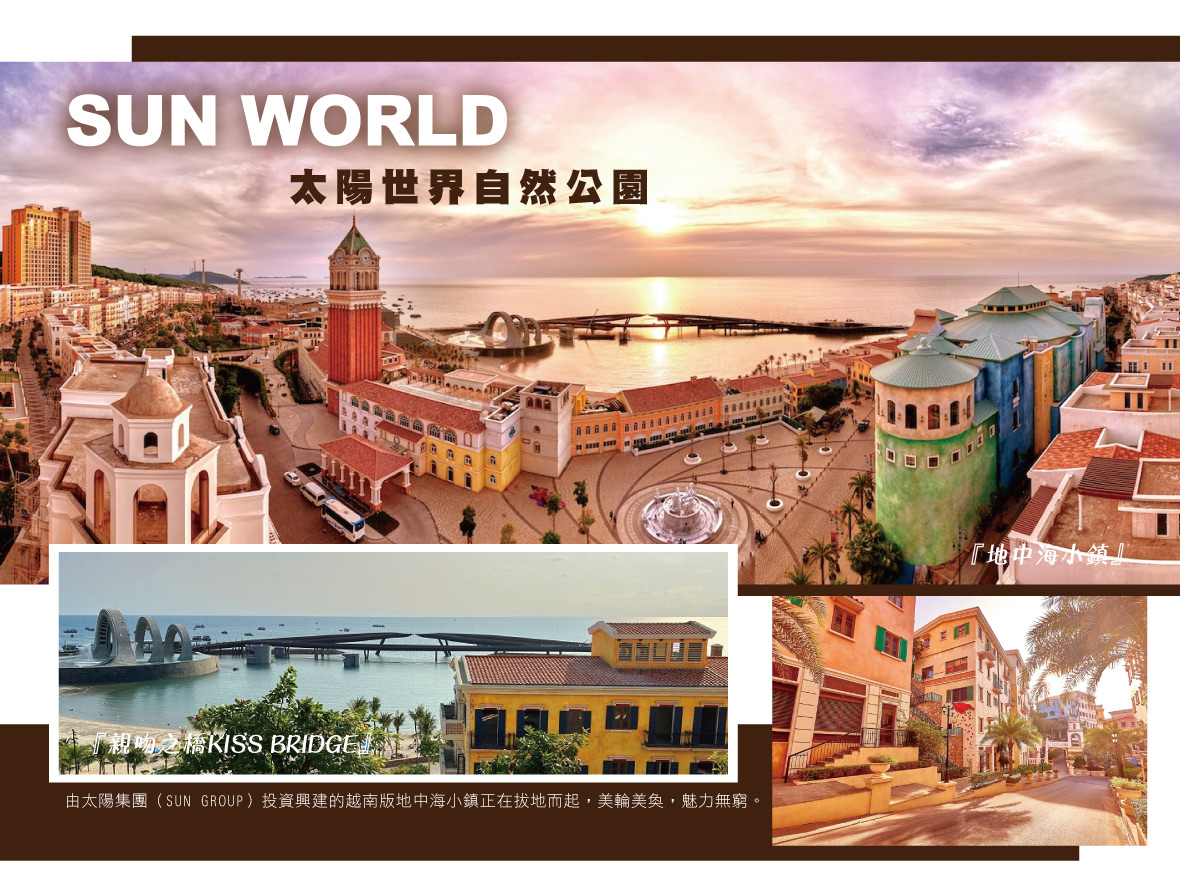 SUN WORLD
太陽世界自然公園
『地中海小鎮』
『親吻之橋KISS BRIDGE』
由太陽集團（SUN GROUP）投資興建的越南版地中海小鎮正在拔地而起，美輪美奐，魅力無窮。